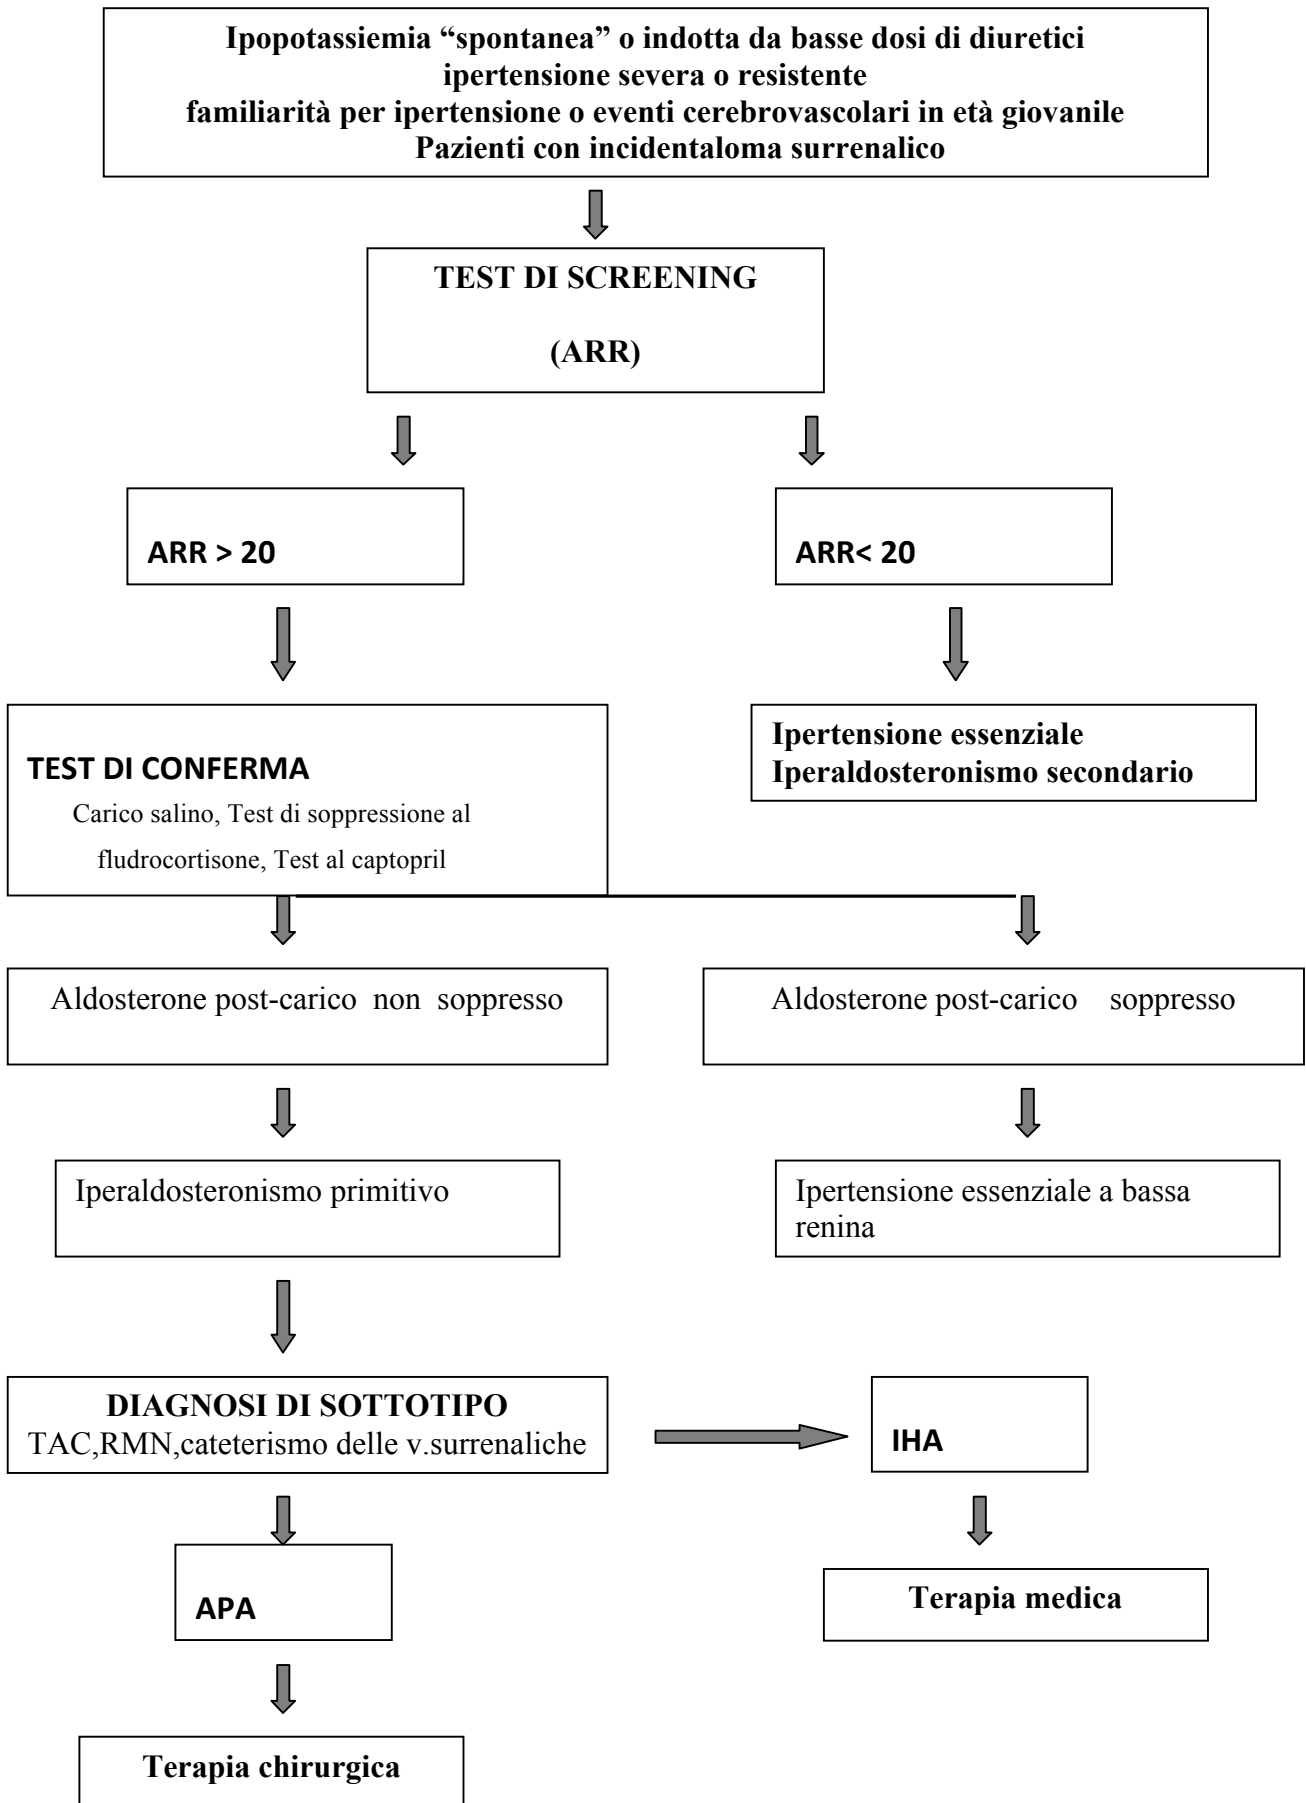 Ipopotassiemia “spontanea” o indotta da basse dosi di diuretici
ipertensione severa o resistente
familiarità per ipertensione o eventi cerebrovascolari in età giovanile
Pazienti con incidentaloma surrenalico
TEST DI SCREENING
(ARR)
ARR > 20
ARR< 20
Ipertensione essenziale
Iperaldosteronismo secondario
TEST DI CONFERMA
Carico salino, Test di soppressione al
fludrocortisone, Test al captopril
Aldosterone post-carico non soppresso
Aldosterone post-carico soppresso
Iperaldosteronismo primitivo
Ipertensione essenziale a bassa
renina
DIAGNOSI DI SOTTOTIPO
TAC,RMN,cateterismo delle v.surrenaliche
IHA
APA
Terapia medica
Terapia chirurgica